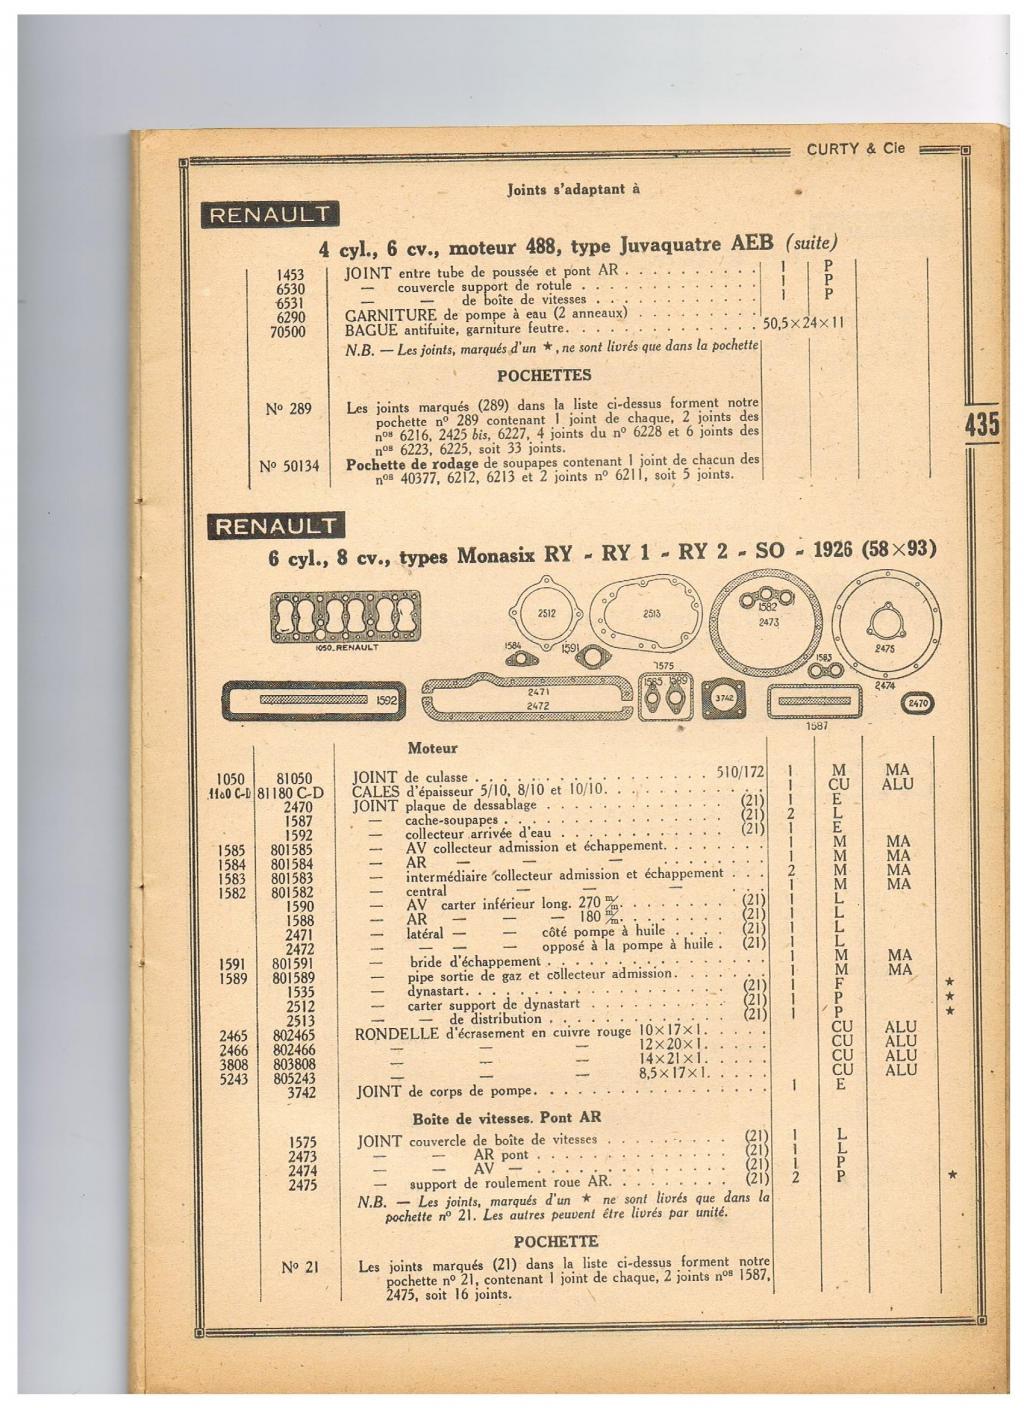 CURTY & Cie
Joints s'adaptant à
RENAULT
4 cyl., 6 cv., moteur 488, type Juvaquatre AEB (suite)
1453 JOINT entre tube de poussée et pont AR . . . . . . . . . . 1 P
6530 — couvercle support de rotule . . . . . . . . . . . . 1 P
6531 — — de boîte de vitesses . . . . . . . . . . . 1 P
6290 GARNITURE de pompe à eau (2 anneaux) . . . . . . . . .
70500 BAGUE antifuite, garniture feutre. . . . . . . . . . . . . 50,5×24×11
N.B. — Les joints, marqués d'un ★, ne sont livrés que dans la pochette
POCHETTES
Nº 289 Les joints marqués (289) dans la liste ci-dessus forment notre
pochette nº 289 contenant 1 joint de chaque, 2 joints des
nos 6216, 2425 bis, 6227, 4 joints du nº 6228 et 6 joints des
nos 6223, 6225, soit 33 joints.
Nº 50134 Pochette de rodage de soupapes contenant 1 joint de chacun des
nos 40377, 6212, 6213 et 2 joints nº 6211, soit 5 joints.
435
RENAULT
6 cyl., 8 cv., types Monasix RY - RY 1 - RY 2 - SO - 1926 (58×93)
1050_RENAULT
2512
2513
1582
2473
2475
1584
1591
1583
2474
1592
2471
2472
1575
1585
1589
3742
1587
2470
Moteur
1050 81050 JOINT de culasse . . . . . . . . . . . . . . . . 510/172 1 M MA
1180 C-D 81180 C-D CALES d'épaisseur 5/10, 8/10 et 10/10. . . . . . . . . . . 1 CU ALU
2470 JOINT plaque de dessablage . . . . . . . . . . . . . (21) 1 E
1587 — cache-soupapes . . . . . . . . . . . . . . . . (21) 2 L
1592 — collecteur arrivée d'eau . . . . . . . . . . . . (21) 1 E
1585 801585 — AV collecteur admission et échappement. . . . . . . . 1 M MA
1584 801584 — AR — — — . . . . . . . . 1 M MA
1583 801583 — intermédiaire collecteur admission et échappement . . . 2 M MA
1582 801582 — central — — — . . . 1 M MA
1590 — AV carter inférieur long. 270 m/m. . . . . . . . . (21) 1 L
1588 — AR — — — 180 m/m. . . . . . . . . (21) 1 L
2471 — latéral — — côté pompe à huile . . . . (21) 1 L
2472 — — — — opposé à la pompe à huile . (21) 1 L
1591 801591 — bride d'échappement . . . . . . . . . . . . . . . . 1 M MA
1589 801589 — pipe sortie de gaz et collecteur admission. . . . . . . 1 M MA
1535 — dynastart. . . . . . . . . . . . . . . . . . . (21) 1 F ★
2512 — carter support de dynastart . . . . . . . . . . (21) 1 P ★
2513 — — de distribution . . . . . . . . . . . . . (21) 1 P ★
2465 802465 RONDELLE d'écrasement en cuivre rouge 10×17×1. . . . . . CU ALU
2466 802466 — — — 12×20×1. . . . . . CU ALU
3808 803808 — — — 14×21×1. . . . . . CU ALU
5243 805243 — — — 8,5×17×1. . . . . . CU ALU
3742 JOINT de corps de pompe. . . . . . . . . . . . . . . . . 1 E
Boîte de vitesses. Pont AR
1575 JOINT couvercle de boîte de vitesses . . . . . . . . . (21) 1 L
2473 — — AR pont . . . . . . . . . . . . . . (21) 1 L
2474 — — AV — . . . . . . . . . . . . . . (21) 1 P
2475 — support de roulement roue AR. . . . . . . . . (21) 2 P ★
N.B. — Les joints, marqués d'un ★ ne sont livrés que dans la
pochette nº 21. Les autres peuvent être livrés par unité.
POCHETTE
Nº 21 Les joints marqués (21) dans la liste ci-dessus forment notre
pochette nº 21, contenant 1 joint de chaque, 2 joints nos 1587,
2475, soit 16 joints.